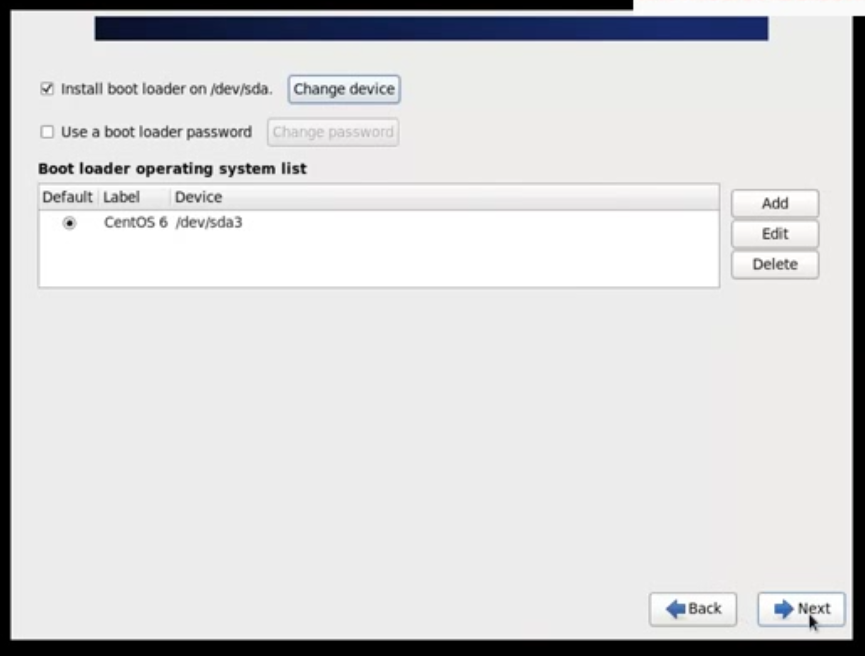 Install boot loader on /dev/sda. Change device
Use a boot loader password Change password
Boot loader operating system list
Default Label Device
CentOS 6 /dev/sda3
Add
Edit
Delete
Back Next